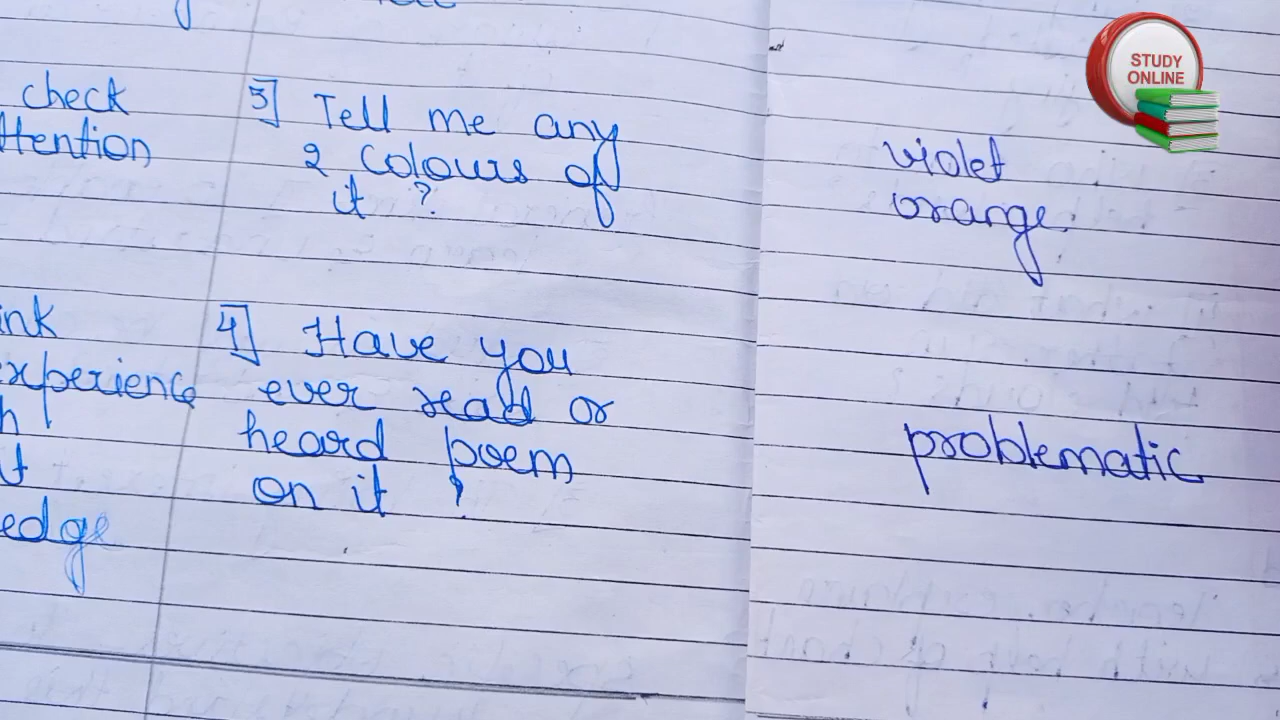 check
ttention
3] Tell me any
2 colours of
it ?
violet
orange
ink
experience
h
t
edge
4] Have you
ever read or
heard poem
on it ?
problematic
STUDY
ONLINE